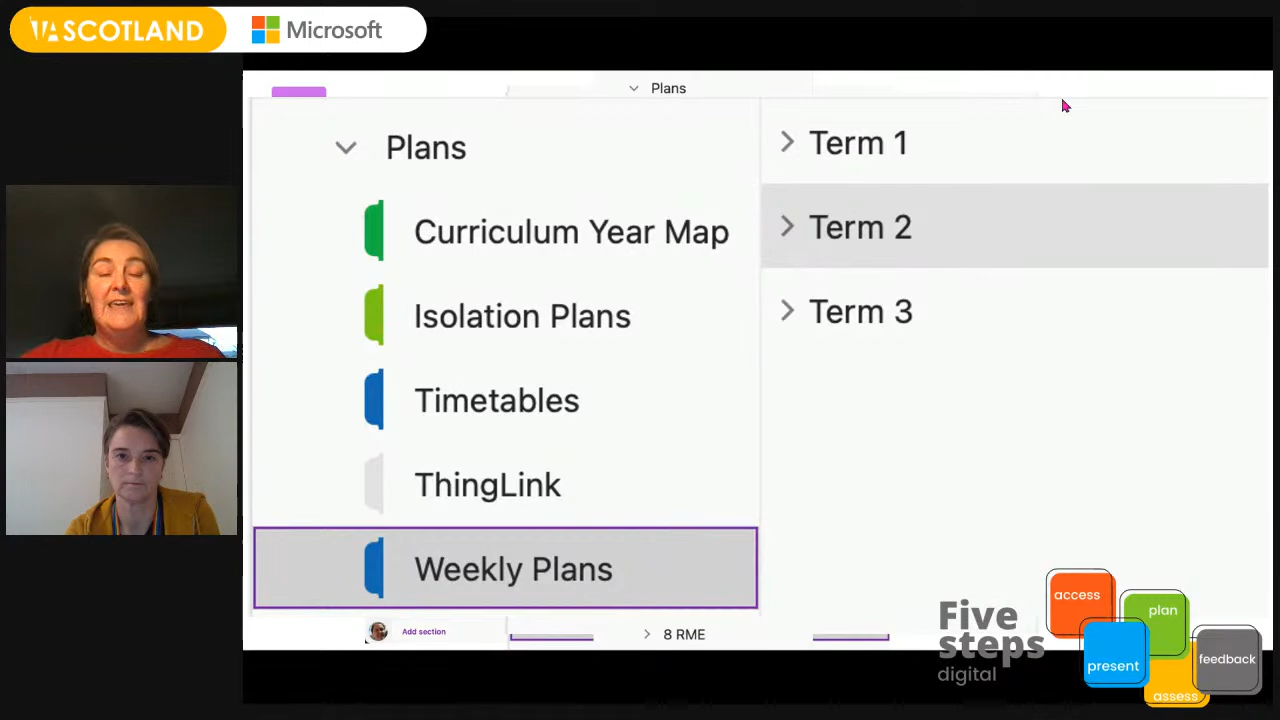 VASCOTLAND
Microsoft
Plans
Plans
Curriculum Year Map
Isolation Plans
Timetables
ThingLink
Weekly Plans
Term 1
Term 2
Term 3
Add section
8 RME
Five
steps
digital
access
plan
present
feedback
assess